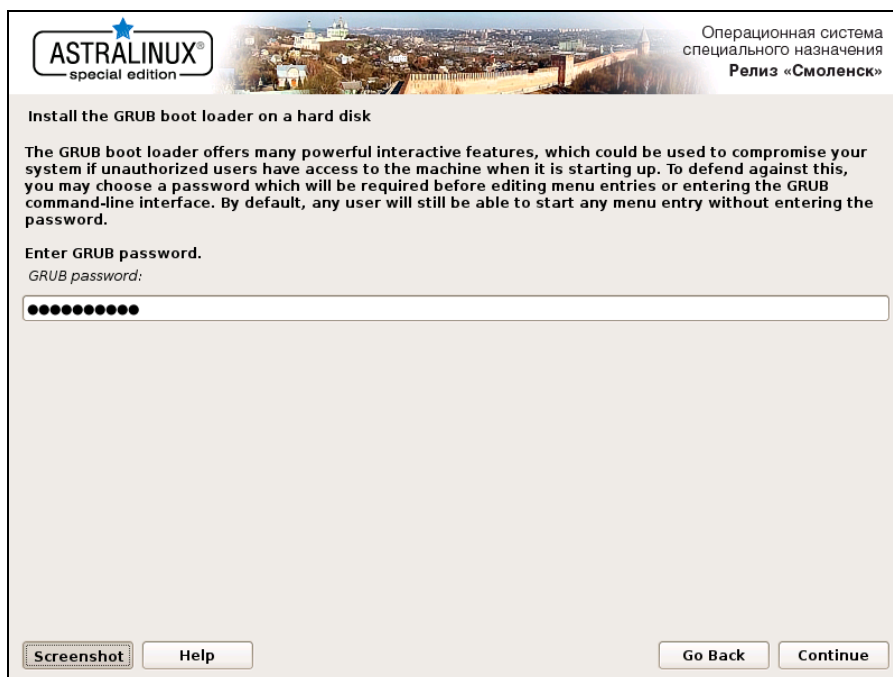 ASTRALINUX®
special edition
Операционная система
специального назначения
Релиз «Смоленск»
Install the GRUB boot loader on a hard disk
The GRUB boot loader offers many powerful interactive features, which could be used to compromise your
system if unauthorized users have access to the machine when it is starting up. To defend against this,
you may choose a password which will be required before editing menu entries or entering the GRUB
command-line interface. By default, any user will still be able to start any menu entry without entering the
password.
Enter GRUB password.
GRUB password:
●●●●●●●●●●
Screenshot
Help
Go Back
Continue